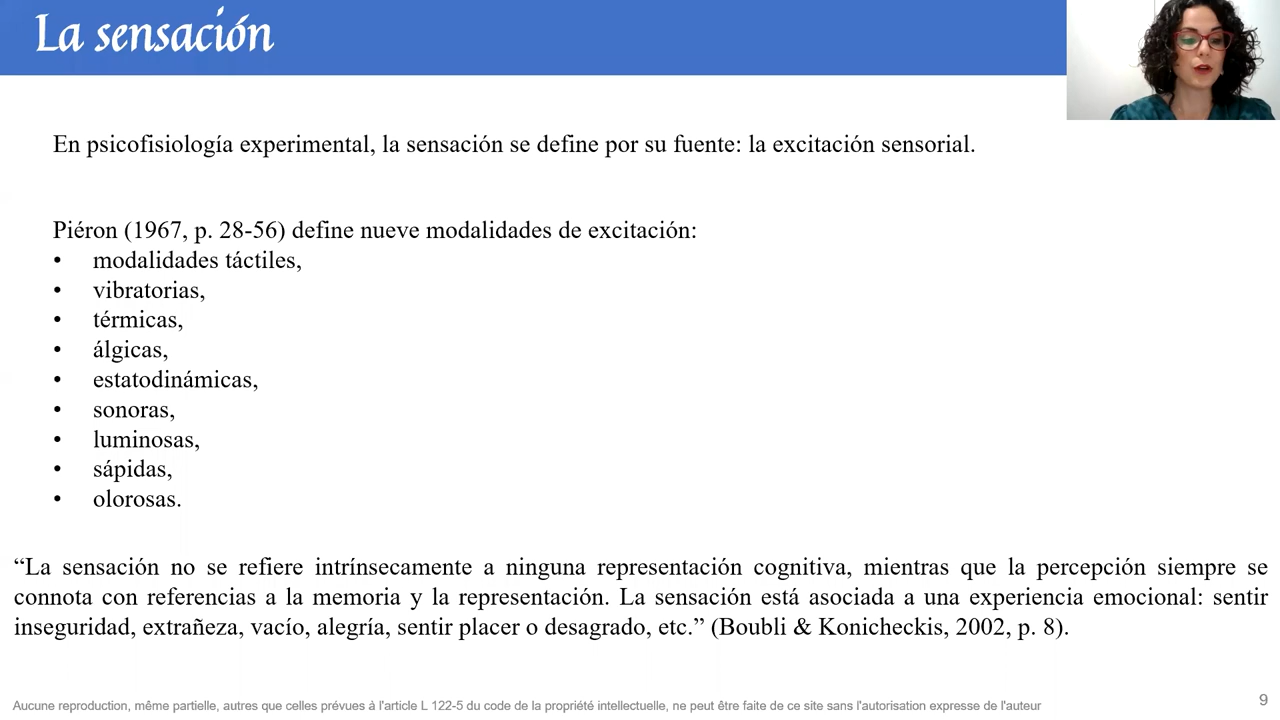 La sensación
En psicofisiología experimental, la sensación se define por su fuente: la excitación sensorial.
Piéron (1967, p. 28-56) define nueve modalidades de excitación:
• modalidades táctiles,
• vibratorias,
• térmicas,
• álgicas,
• estatodinámicas,
• sonoras,
• luminosas,
• sápidas,
• olorosas.
“La sensación no se refiere intrínsecamente a ninguna representación cognitiva, mientras que la percepción siempre se
connota con referencias a la memoria y la representación. La sensación está asociada a una experiencia emocional: sentir
inseguridad, extrañeza, vacío, alegría, sentir placer o desagrado, etc.” (Boubli & Konicheckis, 2002, p. 8).
Aucune reproduction, même partielle, autres que celles prévues à l'article L 122-5 du code de la propriété intellectuelle, ne peut être faite de ce site sans l'autorisation expresse de l'auteur
9